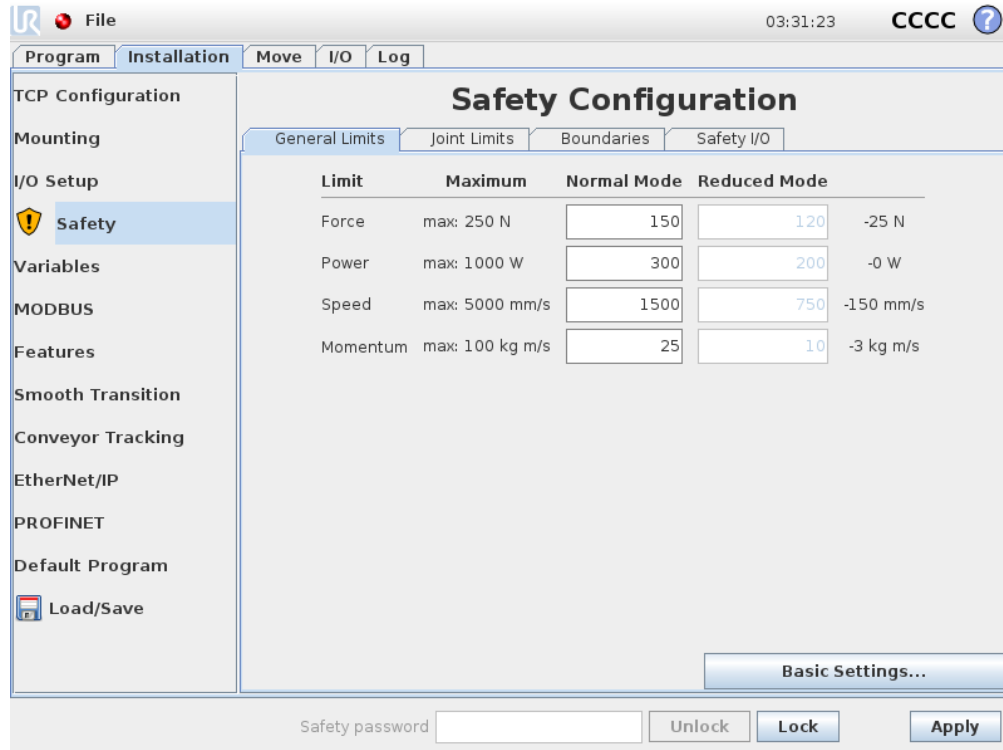 UR File 03:31:23 CCCC ?
Program Installation Move I/O Log
TCP Configuration
Mounting
I/O Setup
Safety
Variables
MODBUS
Features
Smooth Transition
Conveyor Tracking
EtherNet/IP
PROFINET
Default Program
Load/Save
Safety Configuration
General Limits Joint Limits Boundaries Safety I/O
Limit Maximum Normal Mode Reduced Mode
Force max: 250 N 150 120 -25 N
Power max: 1000 W 300 200 -0 W
Speed max: 5000 mm/s 1500 750 -150 mm/s
Momentum max: 100 kg m/s 25 10 -3 kg m/s
Basic Settings...
Safety password Unlock Lock Apply